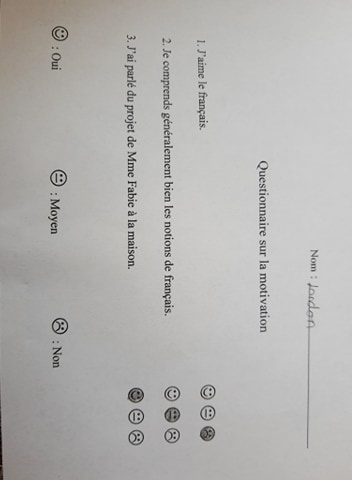 Nom : Jordan
Questionnaire sur la motivation
1. J'aime le français.
2. Je comprends généralement bien les notions de français.
3. J'ai parlé du projet de Mme Fabie à la maison.
: Oui : Moyen : Non